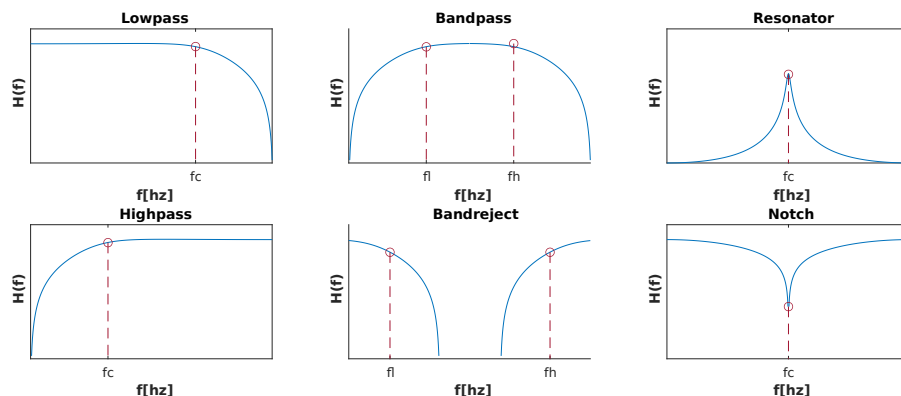 Lowpass
H(f)
fc
f[hz]
Bandpass
H(f)
fl
fh
f[hz]
Resonator
H(f)
fc
f[hz]
Highpass
H(f)
fc
f[hz]
Bandreject
H(f)
fl
fh
f[hz]
Notch
H(f)
fc
f[hz]